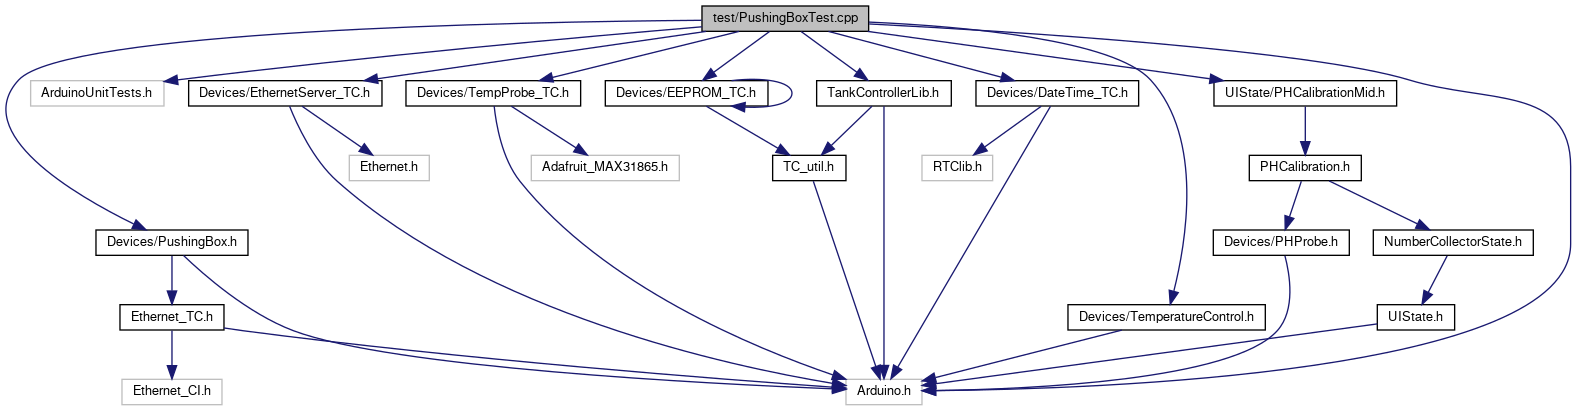 test/PushingBoxTest.cpp
ArduinoUnitTests.h
Devices/EthernetServer_TC.h
Devices/TempProbe_TC.h
Devices/EEPROM_TC.h
TankControllerLib.h
Devices/DateTime_TC.h
UIState/PHCalibrationMid.h
Ethernet.h
Adafruit_MAX31865.h
TC_util.h
RTClib.h
PHCalibration.h
Devices/PushingBox.h
Devices/PHProbe.h
NumberCollectorState.h
Ethernet_TC.h
Devices/TemperatureControl.h
UIState.h
Ethernet_CI.h
Arduino.h